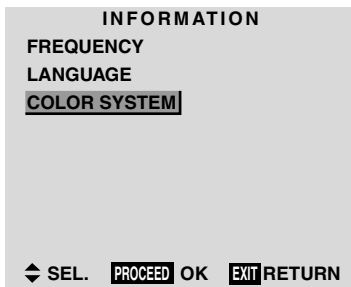 INFORMATION
FREQUENCY
LANGUAGE
COLOR SYSTEM
SEL. PROCEED OK EXIT RETURN